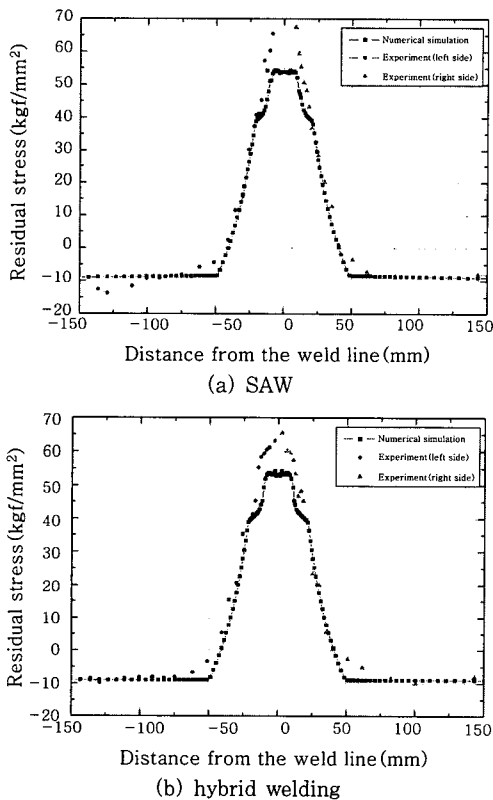 70
60
50
40
30
20
10
0
−10
−20
Residual stress(kgf/mm²)
Numerical simulation
Experiment(left side)
Experiment(right side)
−150 −100 −50 0 50 100 150
Distance from the weld line(mm)
(a) SAW
70
60
50
40
30
20
10
0
−10
−20
Residual stress(kgf/mm²)
Numerical simulation
Experiment(left side)
Experiment(right side)
−150 −100 −50 0 50 100 150
Distance from the weld line(mm)
(b) hybrid welding